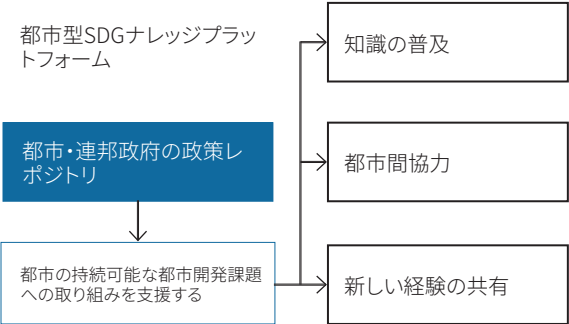 都市型SDGナレッジプラッ
トフォーム
都市・連邦政府の政策レ
ポジトリ
都市の持続可能な都市開発課題
への取り組みを支援する
知識の普及
都市間協力
新しい経験の共有